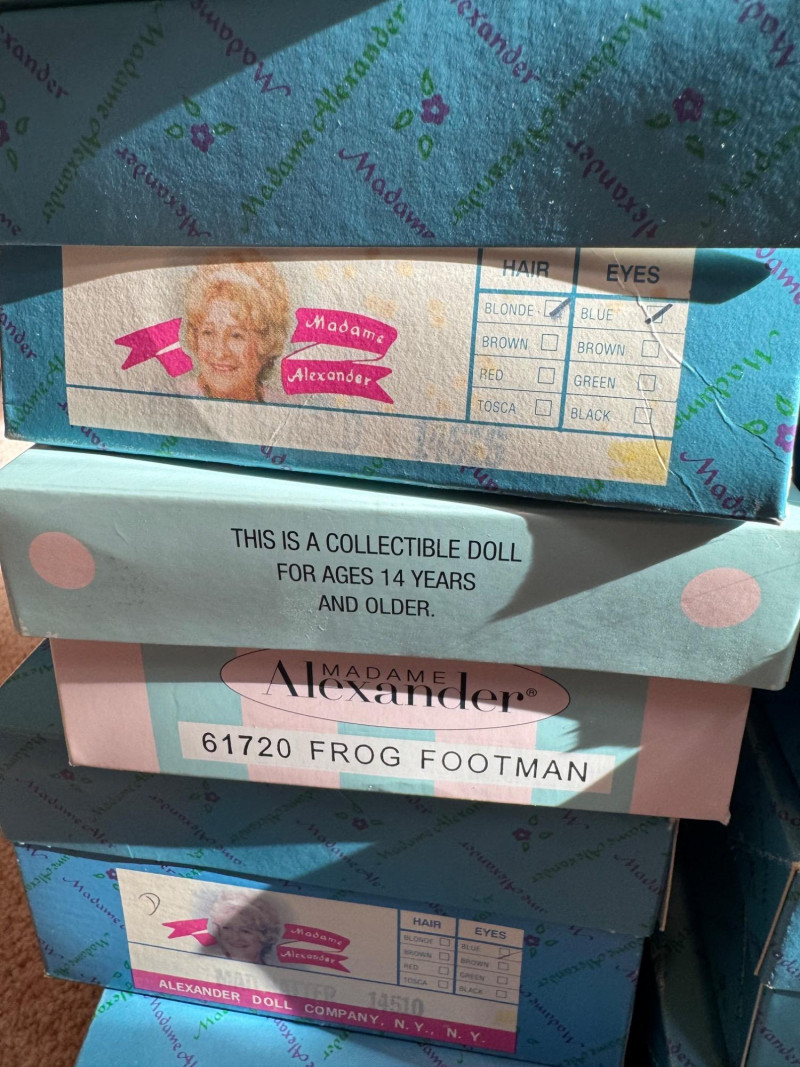 Madame Alexander
Madame
Alexander
HAIR EYES
BLONDE BLUE
BROWN BROWN
RED GREEN
TOSCA BLACK
THIS IS A COLLECTIBLE DOLL
FOR AGES 14 YEARS
AND OLDER.
MADAME
Alexander®
61720 FROG FOOTMAN
Madame
Alexander
HAIR EYES
BLONDE BLUE
BROWN BROWN
RED GREEN
TOSCA BLACK
14510
ALEXANDER DOLL COMPANY, N. Y., N. Y.